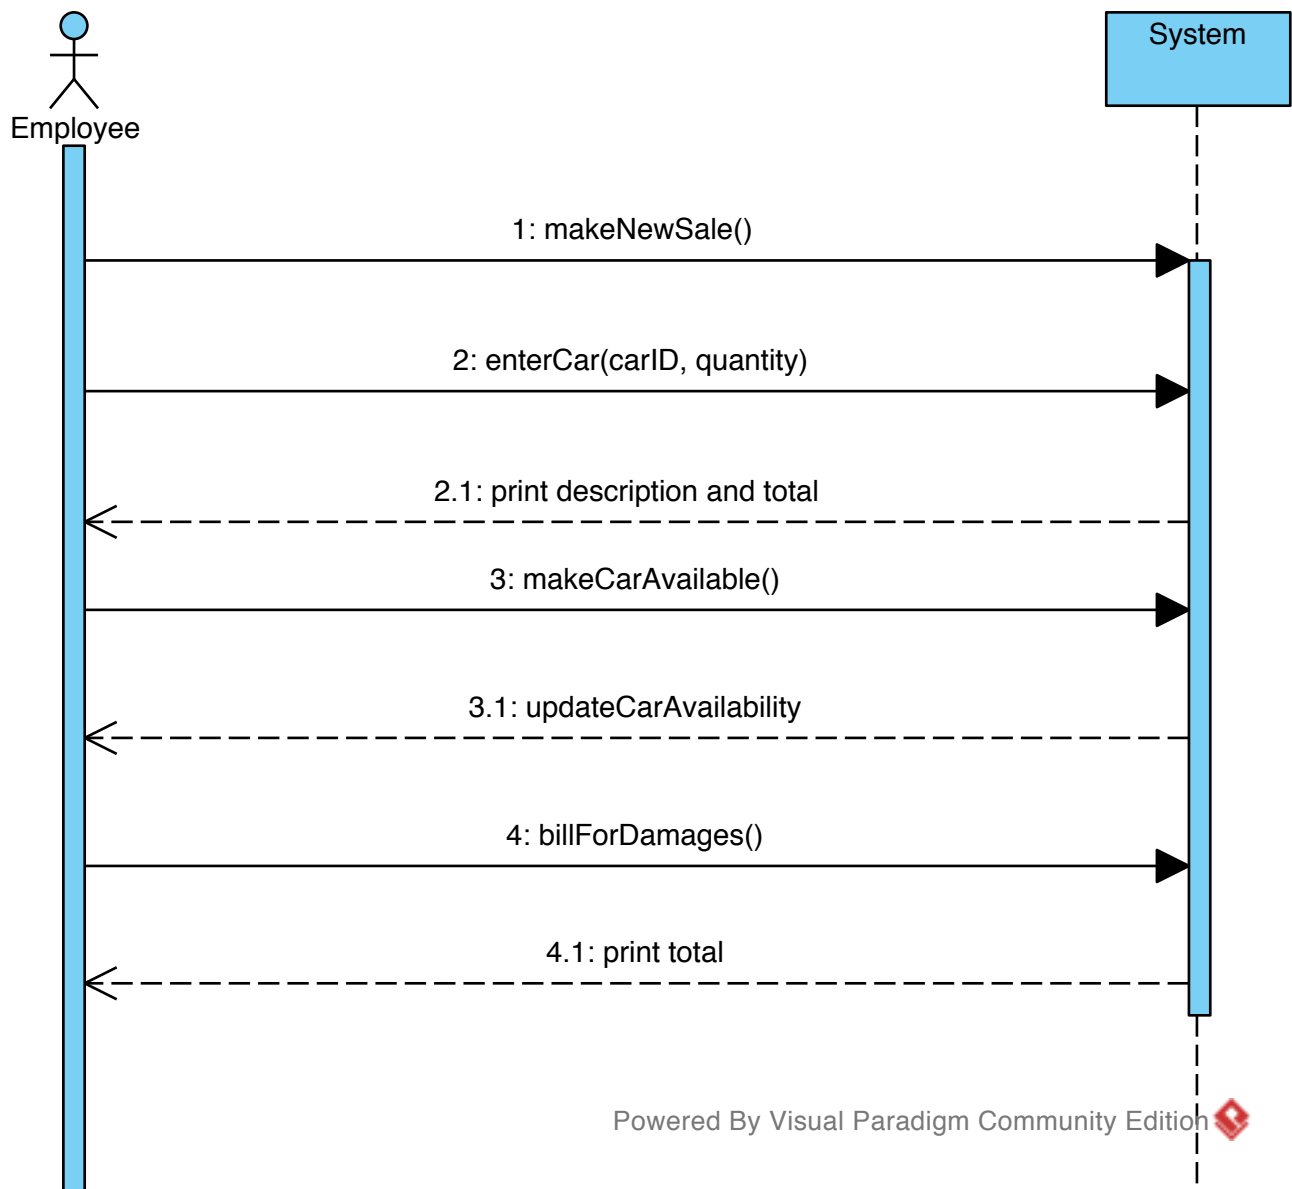 System
Employee
1: makeNewSale()
2: enterCar(carID, quantity)
2.1: print description and total
3: makeCarAvailable()
3.1: updateCarAvailability
4: billForDamages()
4.1: print total
Powered By Visual Paradigm Community Edition